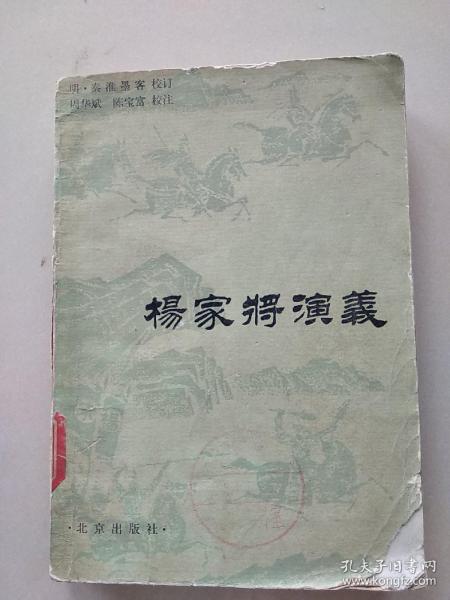 明·秦淮墨客 校订
周华斌 陈宝富 校注
楊家將演義
·北京出版社·
孔夫子旧书网
www.kongfz.com